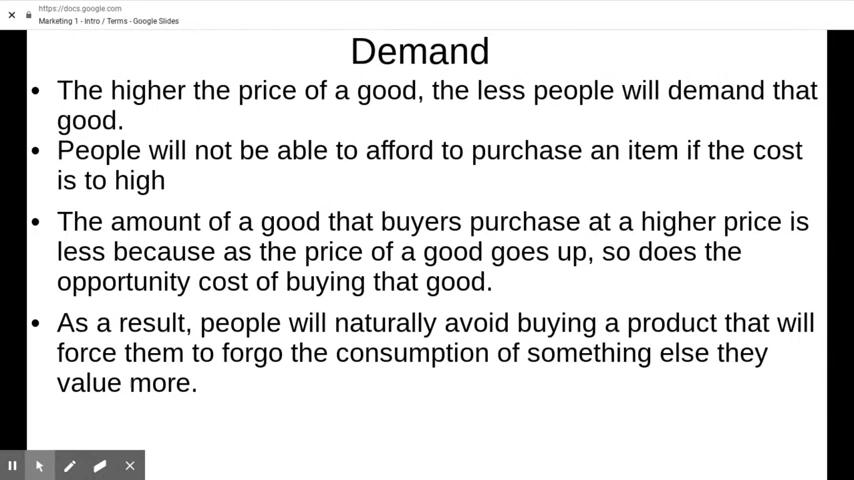 https://docs.google.com
Marketing 1 - Intro / Terms - Google Slides
Demand
• The higher the price of a good, the less people will demand that
good.
• People will not be able to afford to purchase an item if the cost
is to high
• The amount of a good that buyers purchase at a higher price is
less because as the price of a good goes up, so does the
opportunity cost of buying that good.
• As a result, people will naturally avoid buying a product that will
force them to forgo the consumption of something else they
value more.